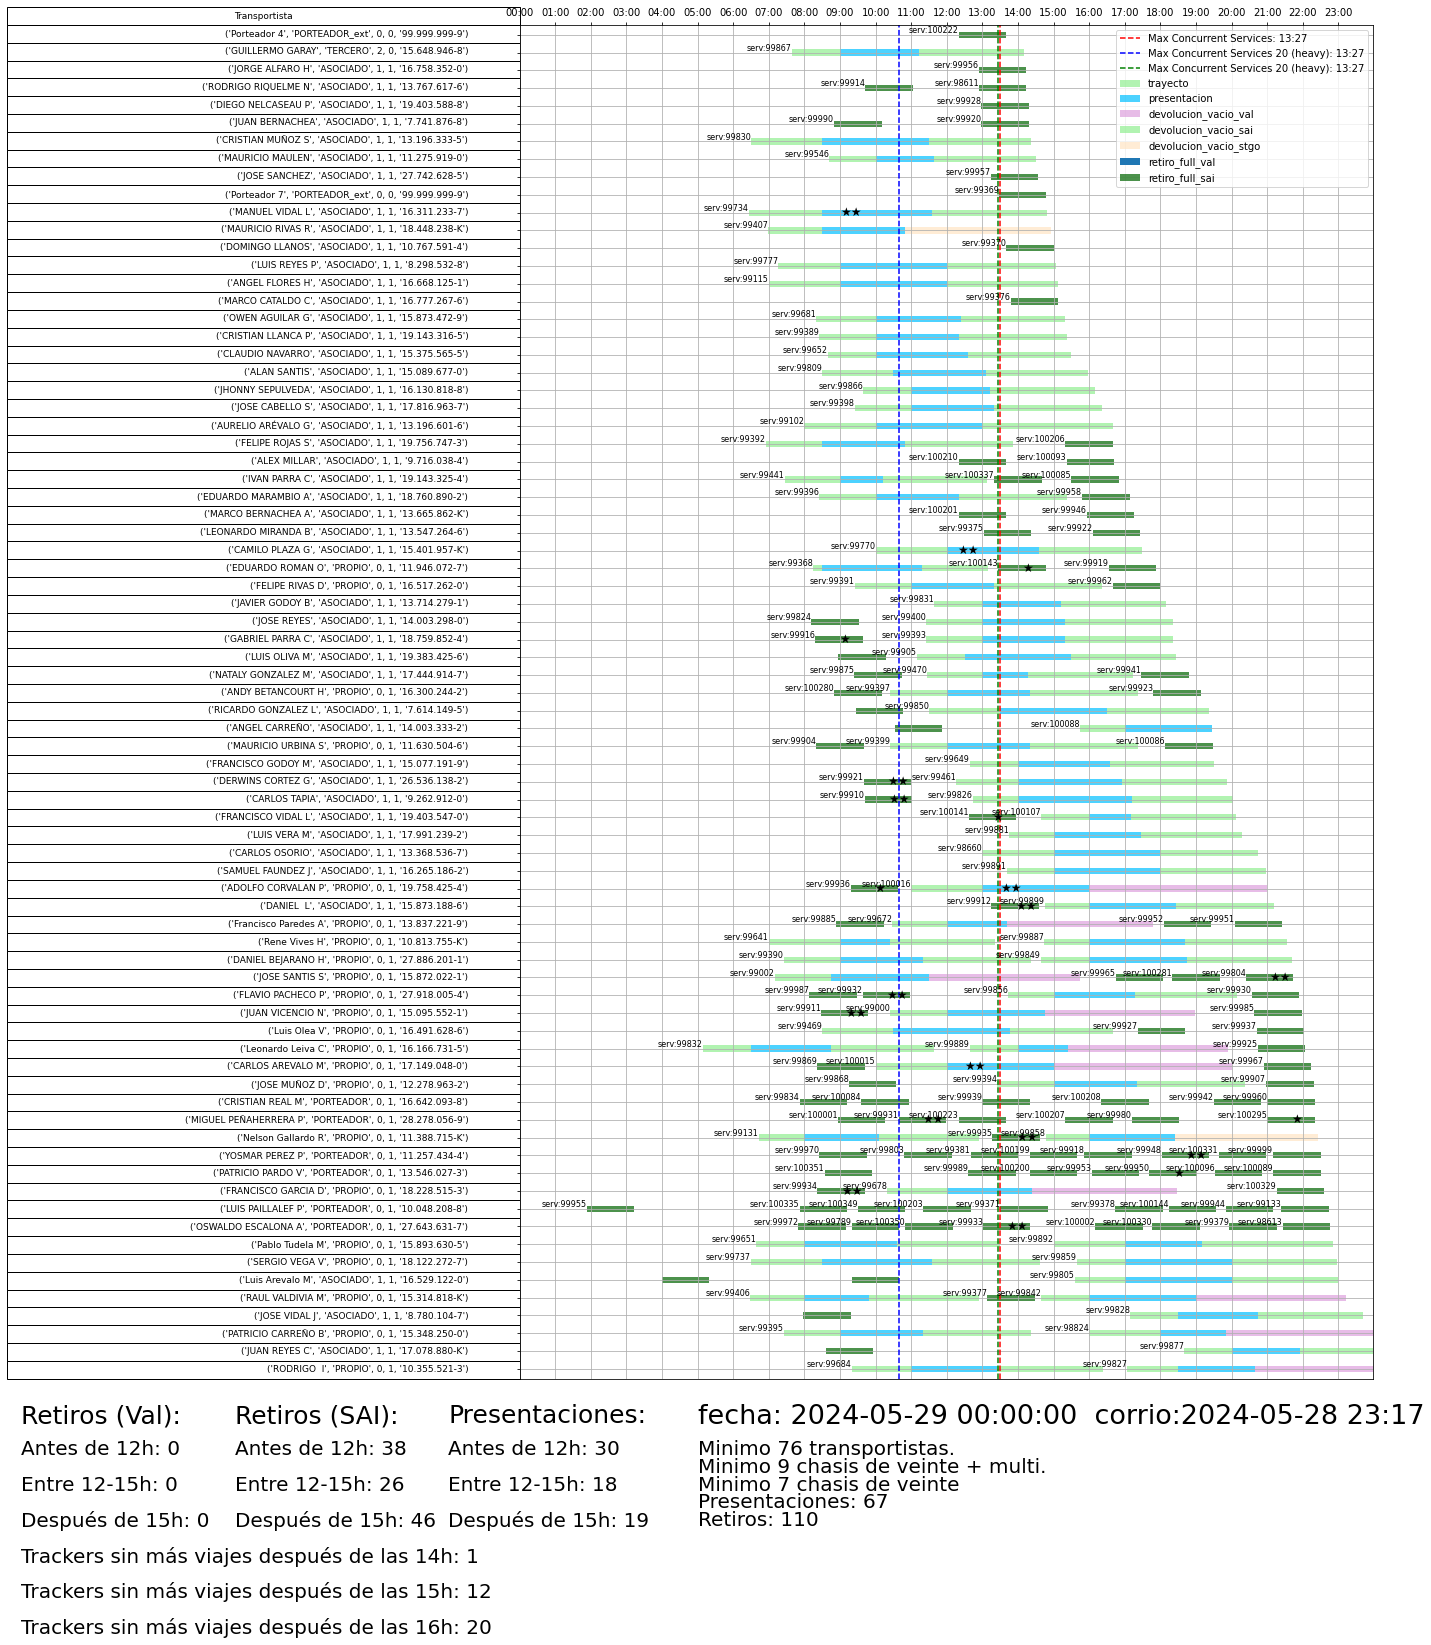 Transportista 00:00 01:00 02:00 03:00 04:00 05:00 06:00 07:00 08:00 09:00 10:00 11:00 12:00 13:00 14:00 15:00 16:00 17:00 18:00 19:00 20:00 21:00 22:00 23:00
('Porteador 4', 'PORTEADOR_ext', 0, 0, '99.999.999-9') serv:100222
('GUILLERMO GARAY', 'TERCERO', 2, 0, '15.648.946-8') serv:99867
('JORGE ALFARO H', 'ASOCIADO', 1, 1, '16.758.352-0') serv:99956
('RODRIGO RIQUELME N', 'ASOCIADO', 1, 1, '13.767.617-6') serv:99914 serv:98611
('DIEGO NELCASEAU P', 'ASOCIADO', 1, 1, '19.403.588-8') serv:99928
('JUAN BERNACHEA', 'ASOCIADO', 1, 1, '7.741.876-8') serv:99990 serv:99920
('CRISTIAN MUÑOZ S', 'ASOCIADO', 1, 1, '13.196.333-5') serv:99830
('MAURICIO MAULEN', 'ASOCIADO', 1, 1, '11.275.919-0') serv:99546
('JOSE SANCHEZ', 'ASOCIADO', 1, 1, '27.742.628-5') serv:99957
('Porteador 7', 'PORTEADOR_ext', 0, 0, '99.999.999-9') serv:99369
('MANUEL VIDAL L', 'ASOCIADO', 1, 1, '16.311.233-7') serv:99734
('MAURICIO RIVAS R', 'ASOCIADO', 1, 1, '18.448.238-K') serv:99407
('DOMINGO LLANOS', 'ASOCIADO', 1, 1, '10.767.591-4') serv:99370
('LUIS REYES P', 'ASOCIADO', 1, 1, '8.298.532-8') serv:99777
('ANGEL FLORES H', 'ASOCIADO', 1, 1, '16.668.125-1') serv:99115
('MARCO CATALDO C', 'ASOCIADO', 1, 1, '16.777.267-6') serv:99376
('OWEN AGUILAR G', 'ASOCIADO', 1, 1, '15.873.472-9') serv:99681
('CRISTIAN LLANCA P', 'ASOCIADO', 1, 1, '19.143.316-5') serv:99389
('CLAUDIO NAVARRO', 'ASOCIADO', 1, 1, '15.375.565-5') serv:99652
('ALAN SANTIS', 'ASOCIADO', 1, 1, '15.089.677-0') serv:99809
('JHONNY SEPULVEDA', 'ASOCIADO', 1, 1, '16.130.818-8') serv:99866
('JOSE CABELLO S', 'ASOCIADO', 1, 1, '17.816.963-7') serv:99398
('AURELIO ARÉVALO G', 'ASOCIADO', 1, 1, '13.196.601-6') serv:99102
('FELIPE ROJAS S', 'ASOCIADO', 1, 1, '19.756.747-3') serv:99392 serv:100206
('ALEX MILLAR', 'ASOCIADO', 1, 1, '9.716.038-4') serv:100210 serv:100093
('IVAN PARRA C', 'ASOCIADO', 1, 1, '19.143.325-4') serv:99441 serv:100337 serv:100085
('EDUARDO MARAMBIO A', 'ASOCIADO', 1, 1, '18.760.890-2') serv:99396 serv:99958
('MARCO BERNACHEA A', 'ASOCIADO', 1, 1, '13.665.862-K') serv:100201 serv:99946
('LEONARDO MIRANDA B', 'ASOCIADO', 1, 1, '13.547.264-6') serv:99375 serv:99922
('CAMILO PLAZA G', 'ASOCIADO', 1, 1, '15.401.957-K') serv:99770
('EDUARDO ROMAN O', 'PROPIO', 0, 1, '11.946.072-7') serv:99368 serv:100143 serv:99919
('FELIPE RIVAS D', 'PROPIO', 0, 1, '16.517.262-0') serv:99391 serv:99962
('JAVIER GODOY B', 'ASOCIADO', 1, 1, '13.714.279-1') serv:99831
('JOSE REYES', 'ASOCIADO', 1, 1, '14.003.298-0') serv:99824 serv:99400
('GABRIEL PARRA C', 'ASOCIADO', 1, 1, '18.759.852-4') serv:99916 serv:99393
('LUIS OLIVA M', 'ASOCIADO', 1, 1, '19.383.425-6') serv:99905
('NATALY GONZALEZ M', 'ASOCIADO', 1, 1, '17.444.914-7') serv:99875 serv:99470 serv:99941
('ANDY BETANCOURT H', 'PROPIO', 0, 1, '16.300.244-2') serv:100280 serv:99397 serv:99923
('RICARDO GONZALEZ L', 'ASOCIADO', 1, 1, '7.614.149-5') serv:99850
('ANGEL CARREÑO', 'ASOCIADO', 1, 1, '14.003.333-2') serv:100088
('MAURICIO URBINA S', 'PROPIO', 0, 1, '11.630.504-6') serv:99904 serv:99399 serv:100086
('FRANCISCO GODOY M', 'ASOCIADO', 1, 1, '15.077.191-9') serv:99649
('DERWINS CORTEZ G', 'ASOCIADO', 1, 1, '26.536.138-2') serv:99921 serv:99461
('CARLOS TAPIA', 'ASOCIADO', 1, 1, '9.262.912-0') serv:99910 serv:99826
('FRANCISCO VIDAL L', 'ASOCIADO', 1, 1, '19.403.547-0') serv:100141 serv:100107
('LUIS VERA M', 'ASOCIADO', 1, 1, '17.991.239-2') serv:99881
('CARLOS OSORIO', 'ASOCIADO', 1, 1, '13.368.536-7') serv:98660
('SAMUEL FAUNDEZ J', 'ASOCIADO', 1, 1, '16.265.186-2') serv:99891
('ADOLFO CORVALAN P', 'PROPIO', 0, 1, '19.758.425-4') serv:99936 serv:100016
('DANIEL  L', 'ASOCIADO', 1, 1, '15.873.188-6') serv:99912 serv:99899
('Francisco Paredes A', 'PROPIO', 0, 1, '13.837.221-9') serv:99885 serv:99672 serv:99952 serv:99951
('Rene Vives H', 'PROPIO', 0, 1, '10.813.755-K') serv:99641 serv:99887
('DANIEL BEJARANO H', 'PROPIO', 0, 1, '27.886.201-1') serv:99390 serv:99849
('JOSE SANTIS S', 'PROPIO', 0, 1, '15.872.022-1') serv:99002 serv:99965 serv:100281 serv:99804
('FLAVIO PACHECO P', 'PROPIO', 0, 1, '27.918.005-4') serv:99987 serv:99932 serv:99856 serv:99930
('JUAN VICENCIO N', 'PROPIO', 0, 1, '15.095.552-1') serv:99911 serv:99000 serv:99985
('Luis Olea V', 'PROPIO', 0, 1, '16.491.628-6') serv:99469 serv:99927 serv:99937
('Leonardo Leiva C', 'PROPIO', 0, 1, '16.166.731-5') serv:99832 serv:99889 serv:99925
('CARLOS AREVALO M', 'PROPIO', 0, 1, '17.149.048-0') serv:99869 serv:100015 serv:99967
('JOSE MUÑOZ D', 'PROPIO', 0, 1, '12.278.963-2') serv:99868 serv:99394 serv:99907
('CRISTIAN REAL M', 'PORTEADOR', 0, 1, '16.642.093-8') serv:99834 serv:100084 serv:99939 serv:100208 serv:99942 serv:99960
('MIGUEL PEÑAHERRERA P', 'PORTEADOR', 0, 1, '28.278.056-9') serv:100001 serv:99931 serv:100223 serv:100207 serv:99980 serv:100295
('Nelson Gallardo R', 'PROPIO', 0, 1, '11.388.715-K') serv:99131 serv:99935 serv:99858
('YOSMAR PEREZ P', 'PORTEADOR', 0, 1, '11.257.434-4') serv:99970 serv:99803 serv:99381 serv:100199 serv:99918 serv:99948 serv:100331 serv:99999
('PATRICIO PARDO V', 'PORTEADOR', 0, 1, '13.546.027-3') serv:100351 serv:99989 serv:100200 serv:99953 serv:99950 serv:100096 serv:100089
('FRANCISCO GARCIA D', 'PROPIO', 0, 1, '18.228.515-3') serv:99934 serv:99678 serv:100329
('LUIS PAILLALEF P', 'PORTEADOR', 0, 1, '10.048.208-8') serv:99955 serv:100335 serv:100349 serv:100203 serv:99371 serv:99378 serv:100144 serv:99944 serv:99133
('OSWALDO ESCALONA A', 'PORTEADOR', 0, 1, '27.643.631-7') serv:99972 serv:99789 serv:100350 serv:99933 serv:100002 serv:100330 serv:99379 serv:98613
('Pablo Tudela M', 'PROPIO', 0, 1, '15.893.630-5') serv:99651 serv:99892
('SERGIO VEGA V', 'PROPIO', 0, 1, '18.122.272-7') serv:99737 serv:99859
('Luis Arevalo M', 'ASOCIADO', 1, 1, '16.529.122-0') serv:99805
('RAUL VALDIVIA M', 'PROPIO', 0, 1, '15.314.818-K') serv:99406 serv:99377 serv:99842
('JOSE VIDAL J', 'ASOCIADO', 1, 1, '8.780.104-7') serv:99828
('PATRICIO CARREÑO B', 'PROPIO', 0, 1, '15.348.250-0') serv:99395 serv:98824
('JUAN REYES C', 'ASOCIADO', 1, 1, '17.078.880-K') serv:99877
('RODRIGO  I', 'PROPIO', 0, 1, '10.355.521-3') serv:99684 serv:99827
Max Concurrent Services: 13:27
Max Concurrent Services 20 (heavy): 13:27
Max Concurrent Services 20 (heavy): 13:27
trayecto
presentacion
devolucion_vacio_val
devolucion_vacio_sai
devolucion_vacio_stgo
retiro_full_val
retiro_full_sai
Retiros (Val): Retiros (SAI): Presentaciones: fecha: 2024-05-29 00:00:00  corrio:2024-05-28 23:17
Antes de 12h: 0 Antes de 12h: 38 Antes de 12h: 30 Minimo 76 transportistas.
Minimo 9 chasis de veinte + multi.
Entre 12-15h: 0 Entre 12-15h: 26 Entre 12-15h: 18 Minimo 7 chasis de veinte
Presentaciones: 67
Después de 15h: 0 Después de 15h: 46 Después de 15h: 19 Retiros: 110
Trackers sin más viajes después de las 14h: 1
Trackers sin más viajes después de las 15h: 12
Trackers sin más viajes después de las 16h: 20